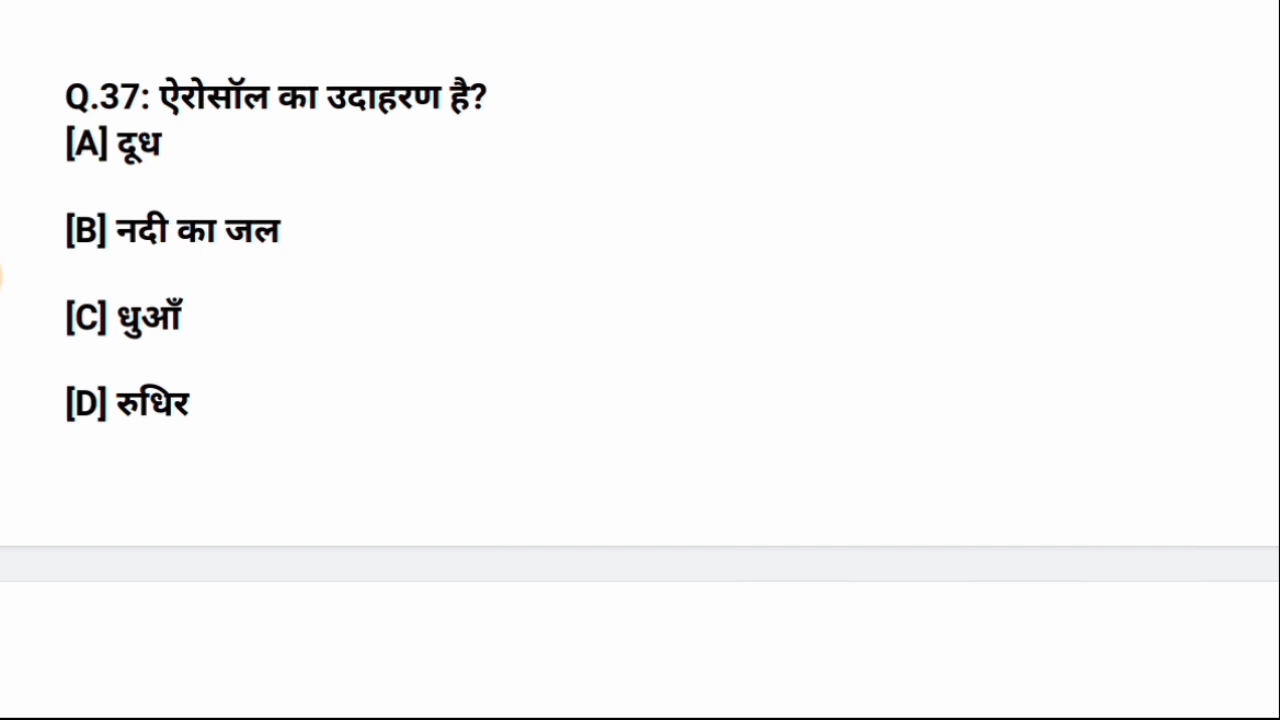 Q.37: ऐरोसॉल का उदाहरण है?
[A] दूध
[B] नदी का जल
[C] धुआँ
[D] रुधिर